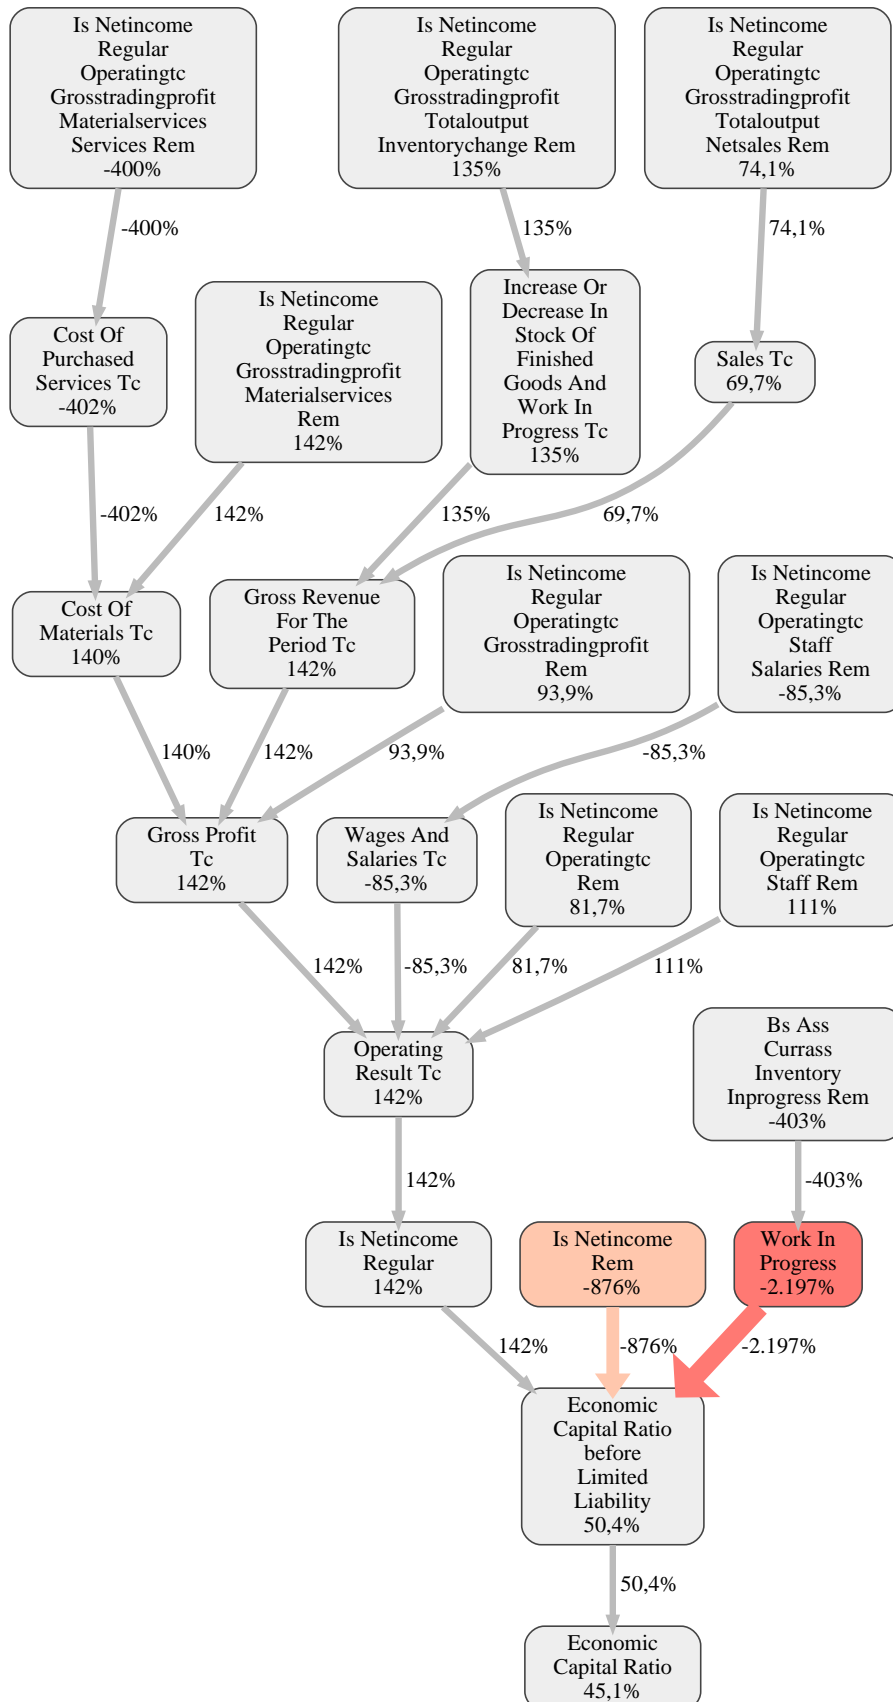 Is Netincome
Regular
Operatingtc
Grosstradingprofit
Materialservices
Services Rem
-400%
Is Netincome
Regular
Operatingtc
Grosstradingprofit
Totaloutput
Inventorychange Rem
135%
Is Netincome
Regular
Operatingtc
Grosstradingprofit
Totaloutput
Netsales Rem
74,1%
-400%
135%
74,1%
Cost Of
Purchased
Services Tc
-402%
Is Netincome
Regular
Operatingtc
Grosstradingprofit
Materialservices
Rem
142%
Increase Or
Decrease In
Stock Of
Finished
Goods And
Work In
Progress Tc
135%
Sales Tc
69,7%
-402%
142%
135%
69,7%
Cost Of
Materials Tc
140%
Gross Revenue
For The
Period Tc
142%
Is Netincome
Regular
Operatingtc
Grosstradingprofit
Rem
93,9%
Is Netincome
Regular
Operatingtc
Staff
Salaries Rem
-85,3%
140%
142%
93,9%
-85,3%
Gross Profit
Tc
142%
Wages And
Salaries Tc
-85,3%
Is Netincome
Regular
Operatingtc
Rem
81,7%
Is Netincome
Regular
Operatingtc
Staff Rem
111%
142%
-85,3%
81,7%
111%
Operating
Result Tc
142%
Bs Ass
Currass
Inventory
Inprogress Rem
-403%
142%
-403%
Is Netincome
Regular
142%
Is Netincome
Rem
-876%
Work In
Progress
-2.197%
142%
-876%
-2.197%
Economic
Capital Ratio
before
Limited
Liability
50,4%
50,4%
Economic
Capital Ratio
45,1%